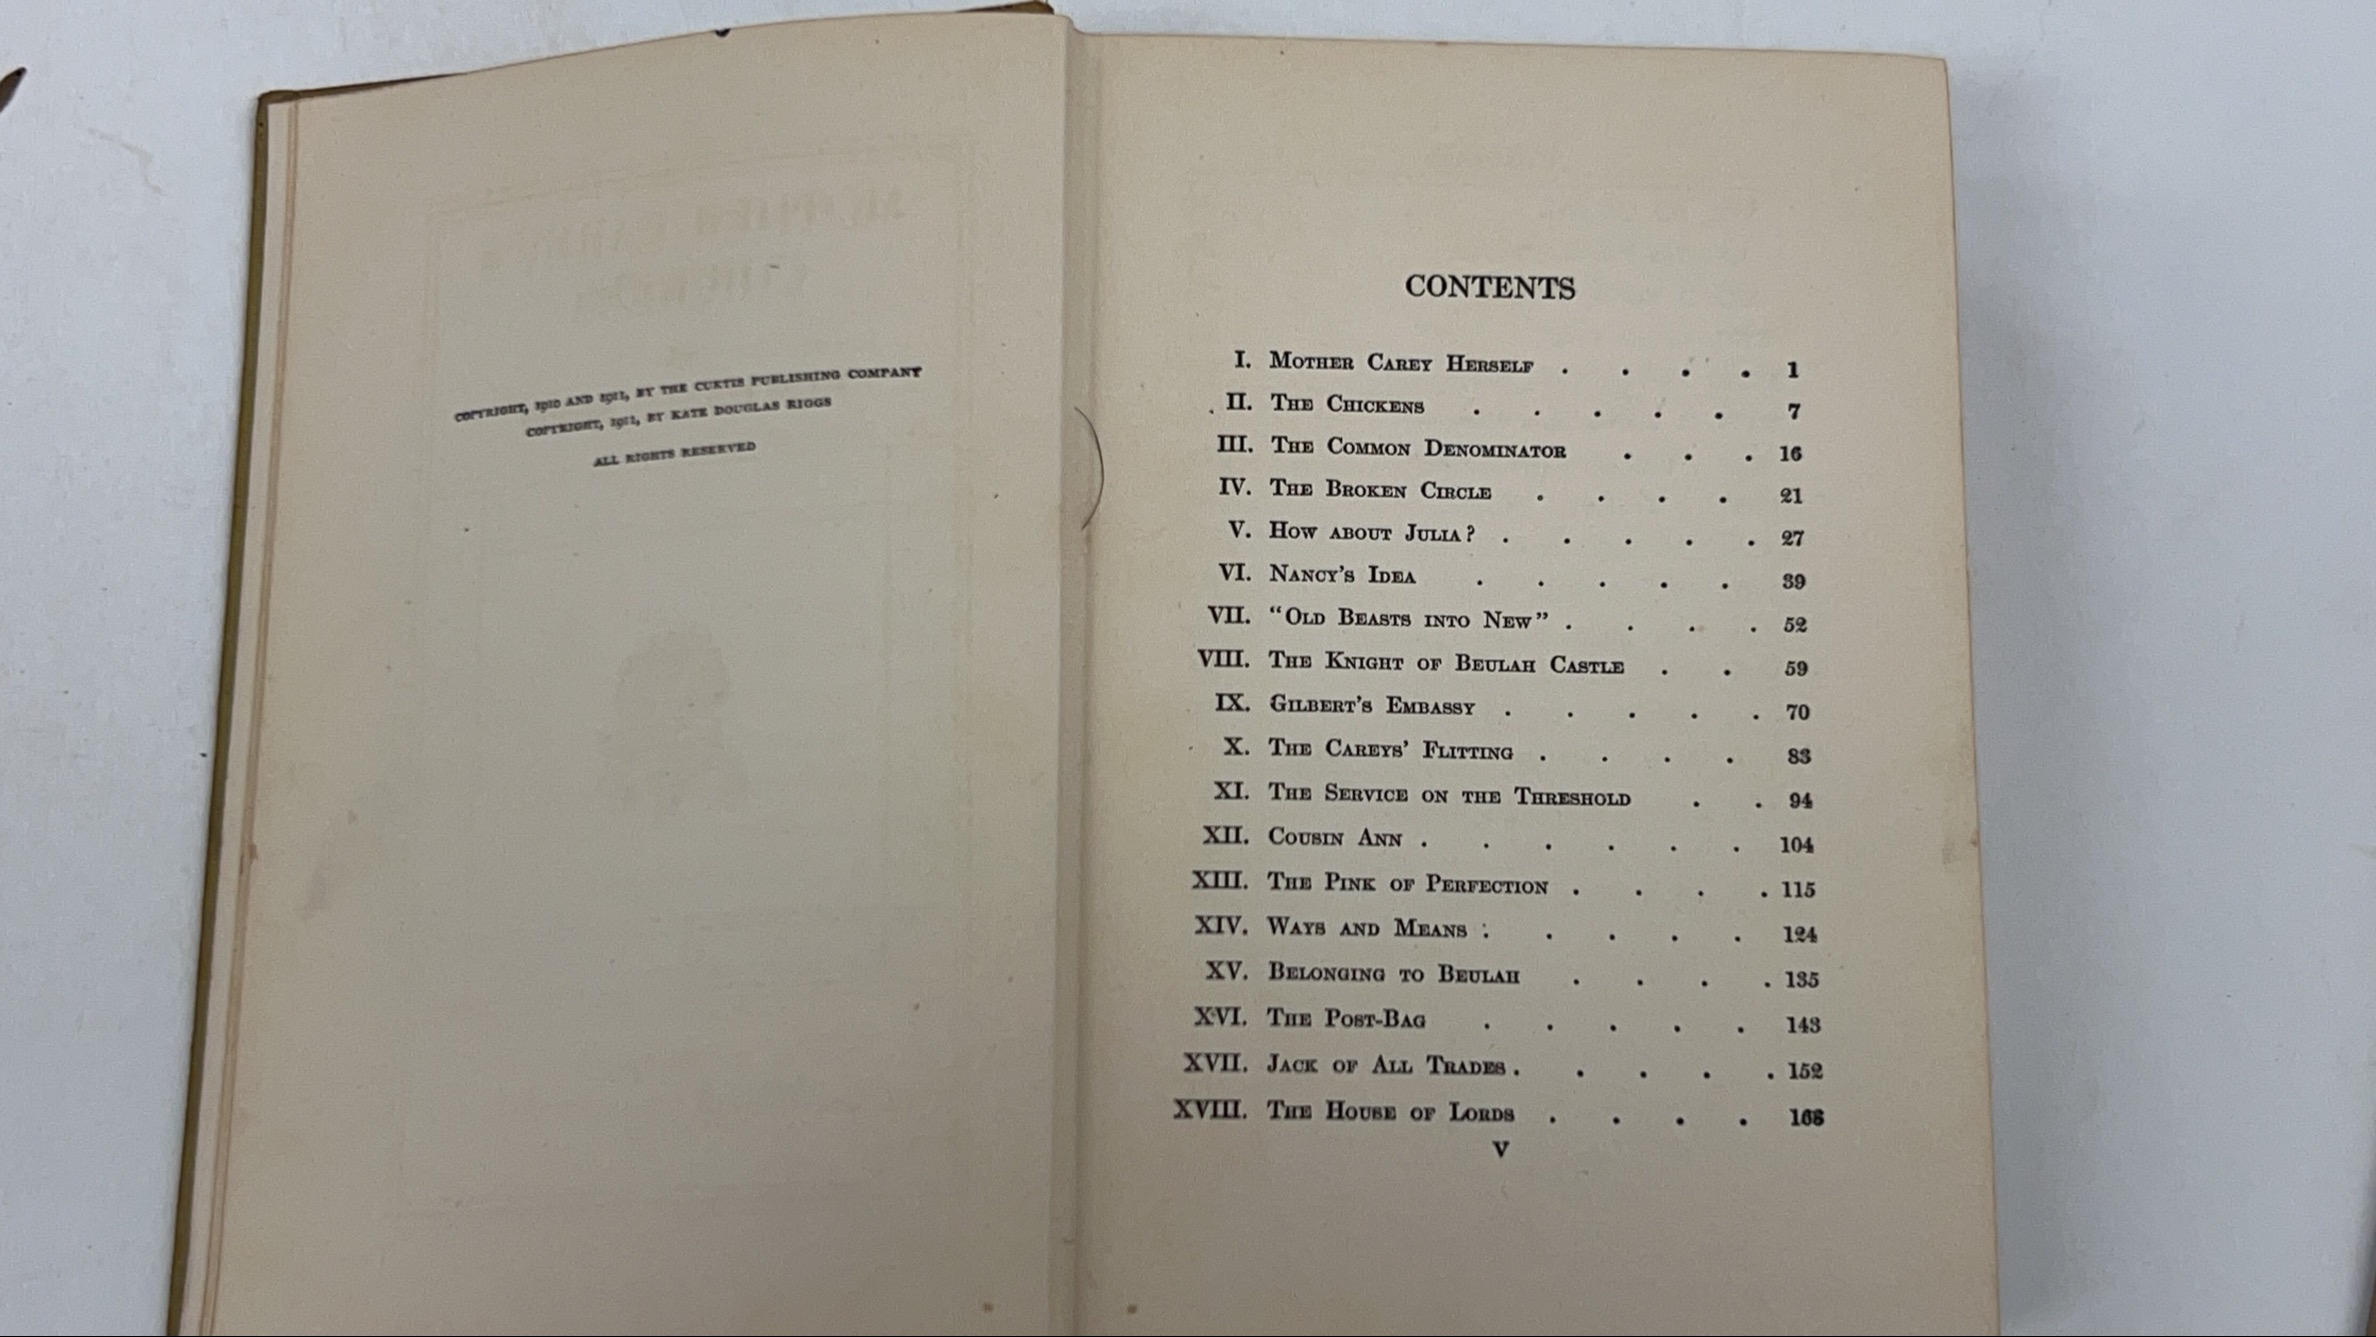 COPYRIGHT, 1910 AND 1911, BY THE CURTIS PUBLISHING COMPANY
COPYRIGHT, 1911, BY KATE DOUGLAS RIGGS
ALL RIGHTS RESERVED
CONTENTS
I. MOTHER CAREY HERSELF . . . . 1
II. THE CHICKENS . . . . . 7
III. THE COMMON DENOMINATOR . . . 16
IV. THE BROKEN CIRCLE . . . . 21
V. HOW ABOUT JULIA? . . . . . 27
VI. NANCY'S IDEA . . . . . 39
VII. "OLD BEASTS INTO NEW" . . . . 52
VIII. THE KNIGHT OF BEULAH CASTLE . . 59
IX. GILBERT'S EMBASSY . . . . . 70
X. THE CAREYS' FLITTING . . . . 83
XI. THE SERVICE ON THE THRESHOLD . . 94
XII. COUSIN ANN . . . . . . 104
XIII. THE PINK OF PERFECTION . . . . 115
XIV. WAYS AND MEANS . . . . . 124
XV. BELONGING TO BEULAH . . . . 135
XVI. THE POST-BAG . . . . . 143
XVII. JACK OF ALL TRADES . . . . . 152
XVIII. THE HOUSE OF LORDS . . . . 168
V